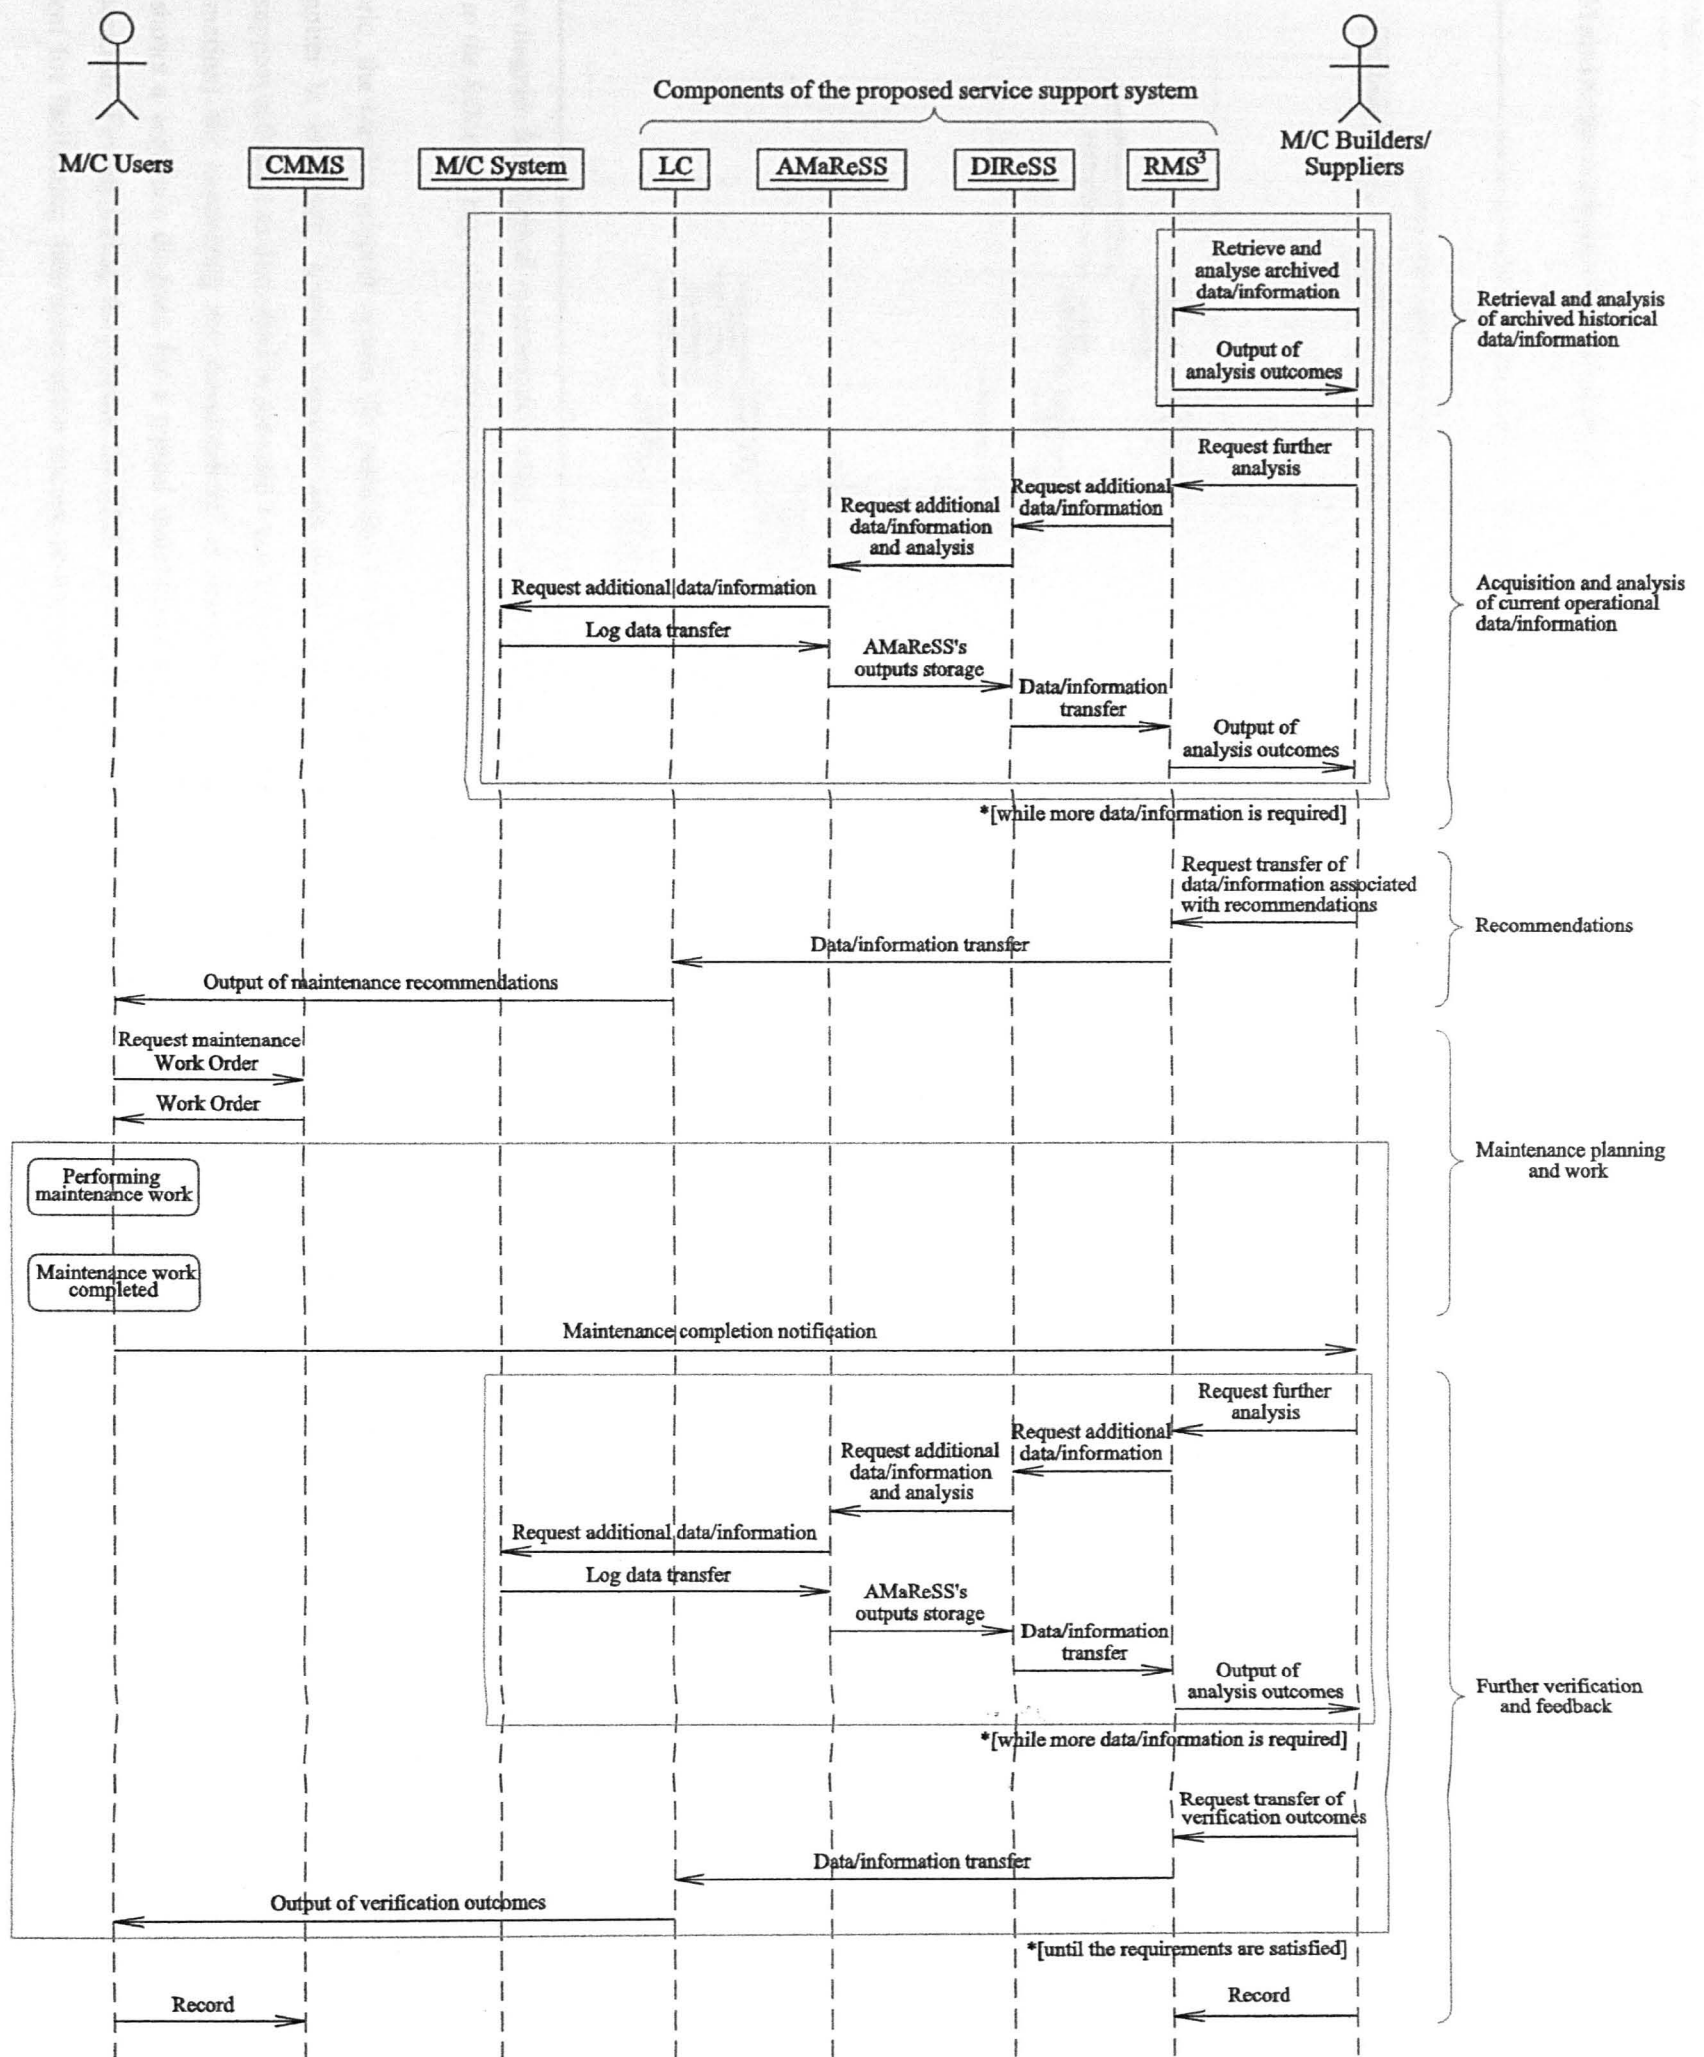 Components of the proposed service support system
M/C Users
CMMS
M/C System
LC
AMaReSS
DIReSS
RMS³
M/C Builders/
Suppliers
Retrieve and
analyse archived
data/information
Output of
analysis outcomes
Retrieval and analysis
of archived historical
data/information
Request further
analysis
Request additional
data/information
Request additional
data/information
and analysis
Request additional data/information
Log data transfer
AMaReSS's
outputs storage
Data/information
transfer
Output of
analysis outcomes
Acquisition and analysis
of current operational
data/information
*[while more data/information is required]
Request transfer of
data/information associated
with recommendations
Data/information transfer
Output of maintenance recommendations
Recommendations
Request maintenance
Work Order
Work Order
Performing
maintenance work
Maintenance work
completed
Maintenance planning
and work
Maintenance completion notification
Request further
analysis
Request additional
data/information
Request additional
data/information
and analysis
Request additional data/information
Log data transfer
AMaReSS's
outputs storage
Data/information
transfer
Output of
analysis outcomes
Further verification
and feedback
*[while more data/information is required]
Request transfer of
verification outcomes
Data/information transfer
Output of verification outcomes
*[until the requirements are satisfied]
Record
Record